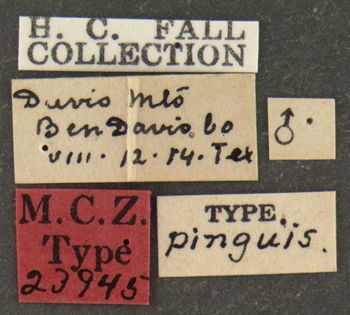 H. C. FALL
COLLECTION
Davis Mts
Ben Davis Co
VIII. 12. 14. Tex
♂
M.C.Z.
Type
23945
TYPE.
pinguis.